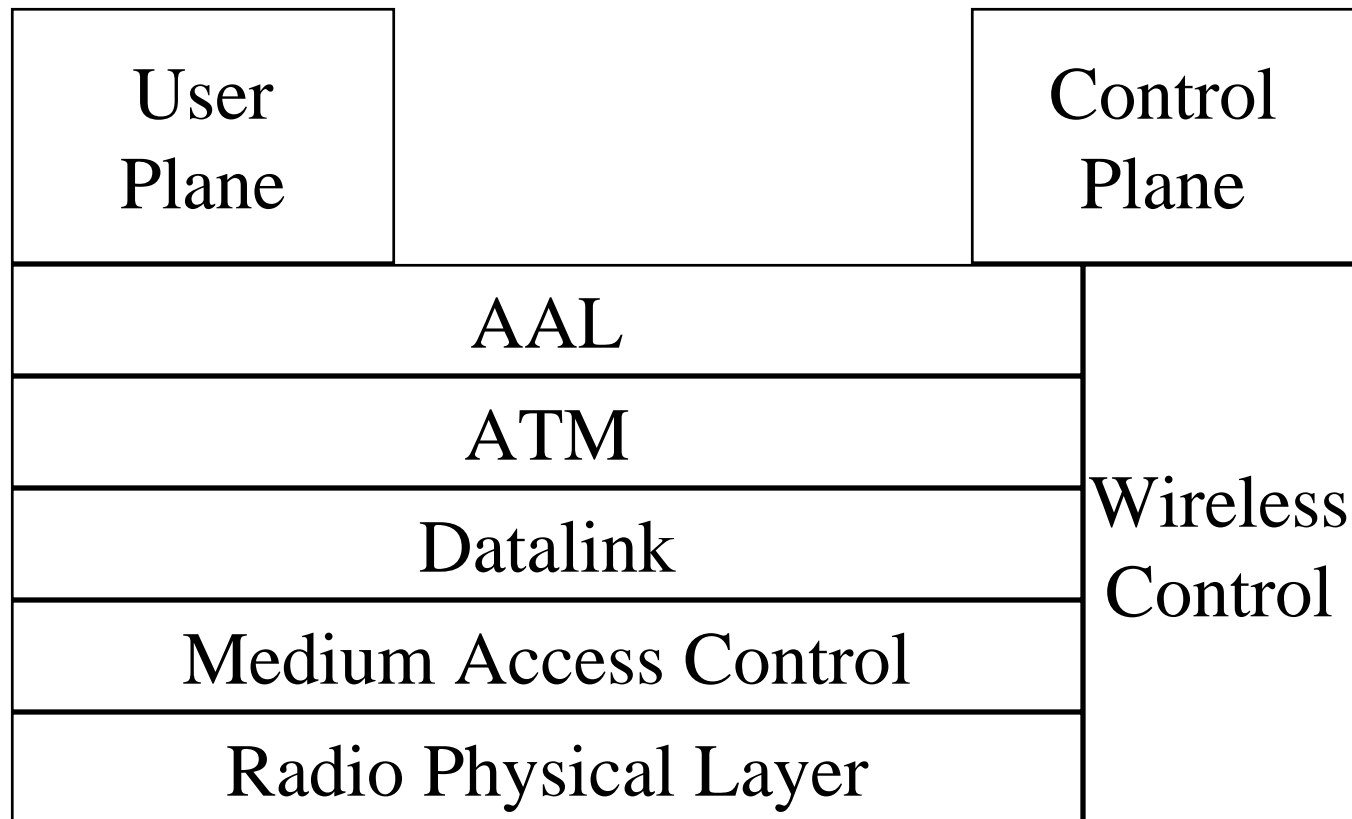 User
Plane
Control
Plane
AAL
ATM
Datalink
Medium Access Control
Radio Physical Layer
Wireless
Control